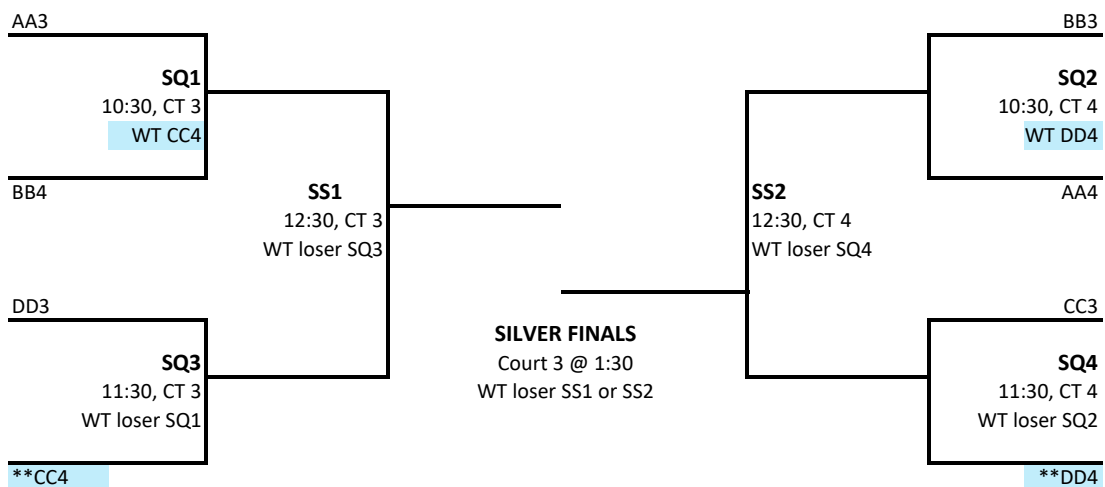 AA3
SQ1
10:30, CT 3
WT CC4
BB4
SS1
12:30, CT 3
WT loser SQ3
DD3
SQ3
11:30, CT 3
WT loser SQ1
**CC4
SILVER FINALS
Court 3 @ 1:30
WT loser SS1 or SS2
BB3
SQ2
10:30, CT 4
WT DD4
AA4
SS2
12:30, CT 4
WT loser SQ4
CC3
SQ4
11:30, CT 4
WT loser SQ2
**DD4